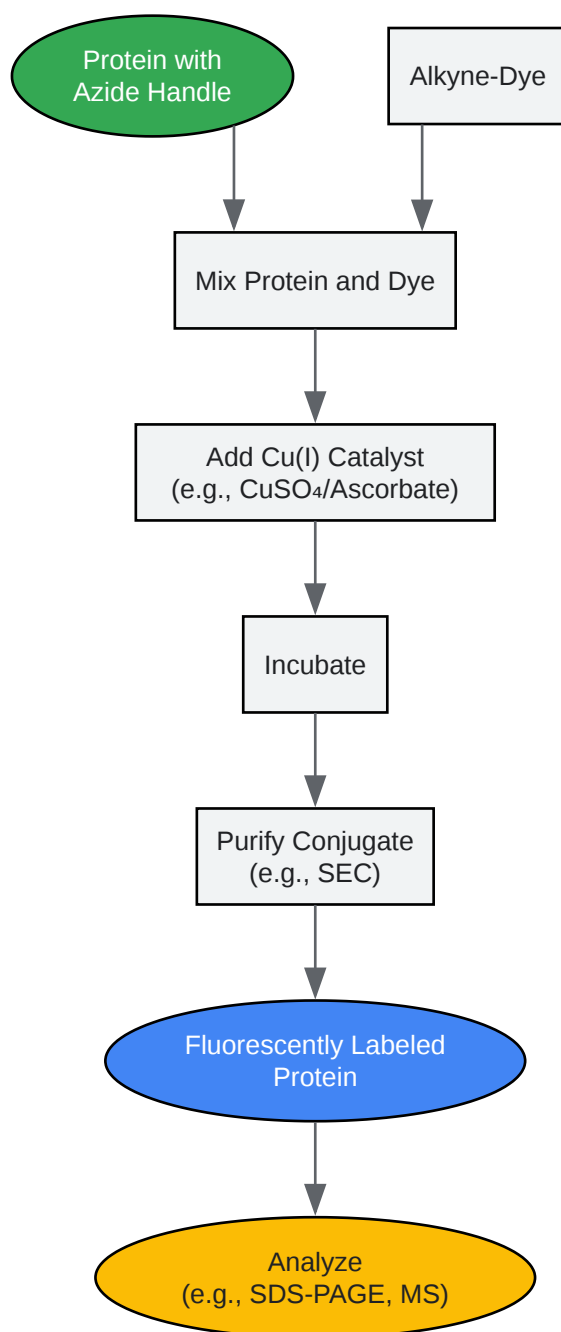 Protein with
Azide Handle
Alkyne-Dye
Mix Protein and Dye
Add Cu(I) Catalyst
(e.g., CuSO₄/Ascorbate)
Incubate
Purify Conjugate
(e.g., SEC)
Fluorescently Labeled
Protein
Analyze
(e.g., SDS-PAGE, MS)